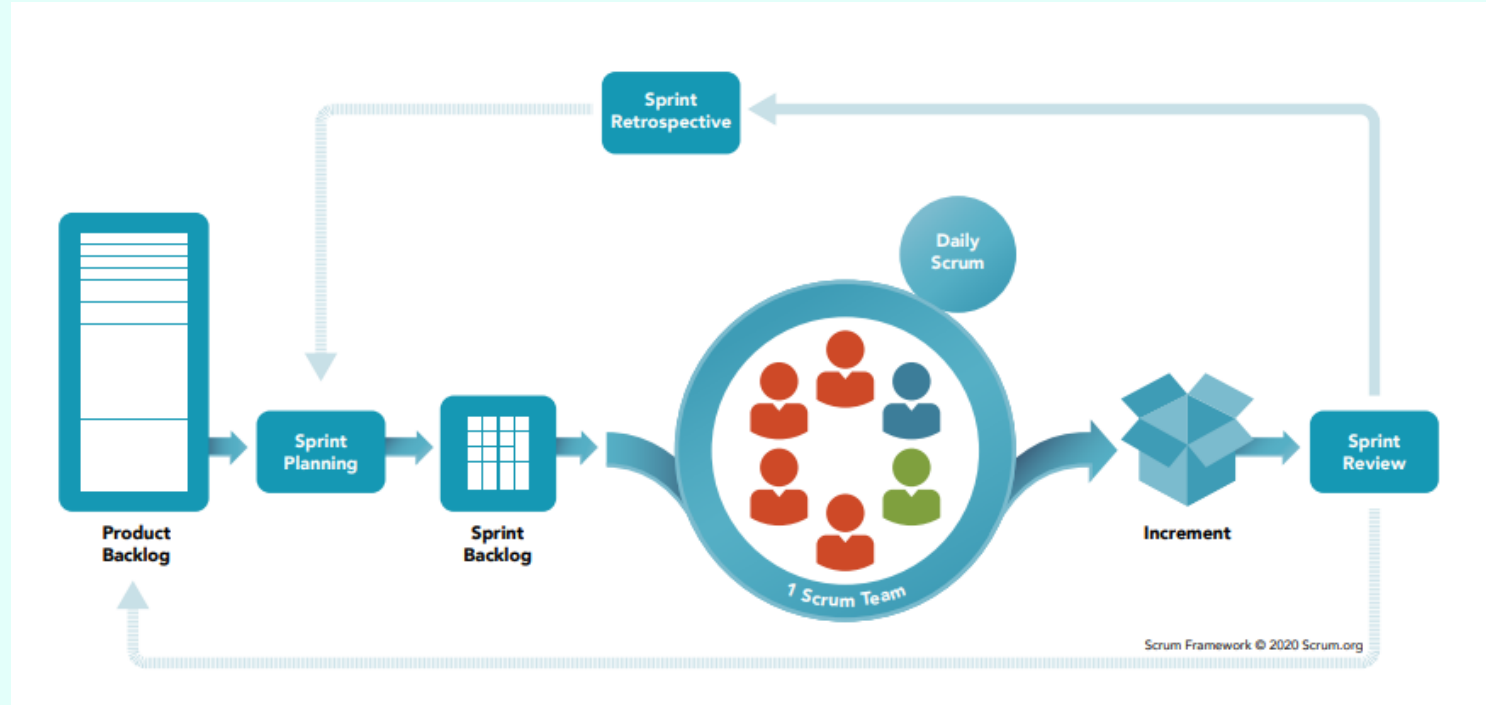 Sprint
Retrospective
Daily
Scrum
Sprint
Planning
Sprint
Review
Product
Backlog
Sprint
Backlog
Increment
1 Scrum Team
Scrum Framework © 2020 Scrum.org